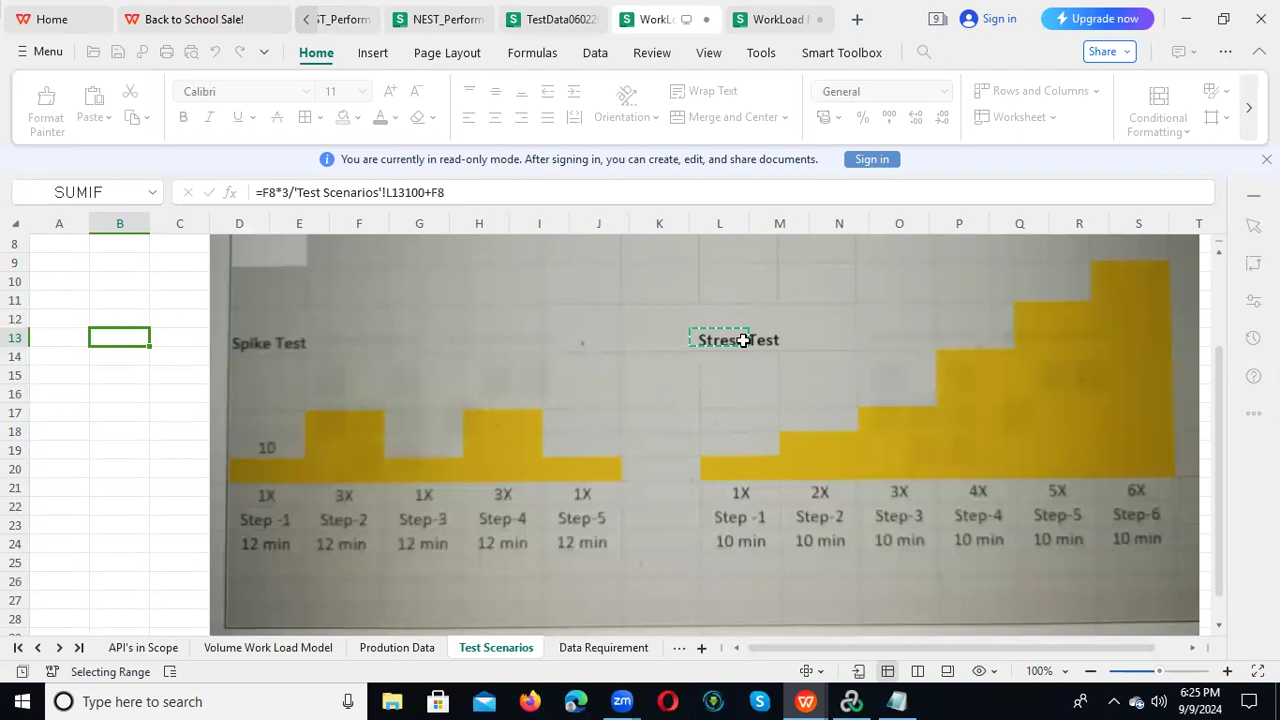 Home
Back to School Sale!
ST_Perform
NEST_Perform
TestData06022
WorkLo
WorkLoad
9
Sign in
Upgrade now
Menu
Home
Insert
Page Layout
Formulas
Data
Review
View
Tools
Smart Toolbox
Share
Format Painter
Paste
Calibri
11
Wrap Text
Orientation
Merge and Center
General
Rows and Columns
Worksheet
Conditional Formatting
You are currently in read-only mode. After signing in, you can create, edit, and share documents.
Sign in
SUMIF
=F8*3/'Test Scenarios'!L13100+F8
A B C D E F G H I J K L M N O P Q R S T
8
9
10
11
12
13
14
15
16
17
18
19
20
21
22
23
24
25
26
27
28
Spike Test
10
1X 3X 1X 3X 1X
Step -1 Step-2 Step-3 Step-4 Step-5
12 min 12 min 12 min 12 min 12 min
Stress Test
1X 2X 3X 4X 5X 6X
Step -1 Step-2 Step-3 Step-4 Step-5 Step-6
10 min 10 min 10 min 10 min 10 min 10 min
API's in Scope
Volume Work Load Model
Prodution Data
Test Scenarios
Data Requirement
Selecting Range
100%
Type here to search
zm
6:25 PM
9/9/2024